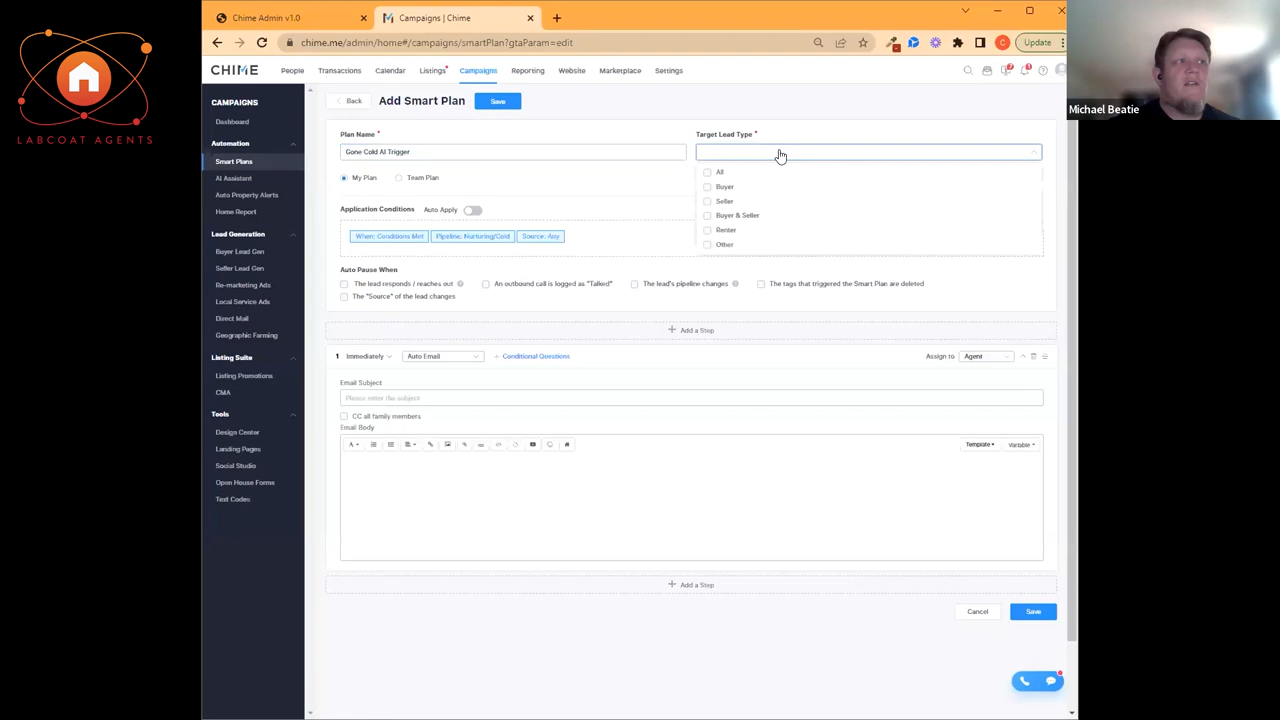 Chime Admin v1.0
Campaigns | Chime
chime.me/admin/home#/campaigns/smartPlan?gtaParam=edit
C
Update
LABCOAT AGENTS
Michael Beatie
CHIME
People
Transactions
Calendar
Listings
Campaigns
Reporting
Website
Marketplace
Settings
CAMPAIGNS
Dashboard
Automation
Smart Plans
AI Assistant
Auto Property Alerts
Home Report
Lead Generation
Buyer Lead Gen
Seller Lead Gen
Re-marketing Ads
Local Service Ads
Direct Mail
Geographic Farming
Listing Suite
Listing Promotions
CMA
Tools
Design Center
Landing Pages
Social Studio
Open House Forms
Text Codes
Back
Add Smart Plan
Save
Plan Name *
Target Lead Type *
Gone Cold AI Trigger
My Plan
Team Plan
All
Buyer
Seller
Buyer & Seller
Renter
Other
Application Conditions
Auto Apply
When: Conditions Met
Pipeline: Nurturing/Cold
Source: Any
Auto Pause When
The lead responds / reaches out
An outbound call is logged as "Talked"
The lead's pipeline changes
The tags that triggered the Smart Plan are deleted
The "Source" of the lead changes
+ Add a Step
1 Immediately
Auto Email
+ Conditional Questions
Assign to
Agent
Email Subject
Please enter the subject
CC all family members
Email Body
Template
Variable
+ Add a Step
Cancel
Save